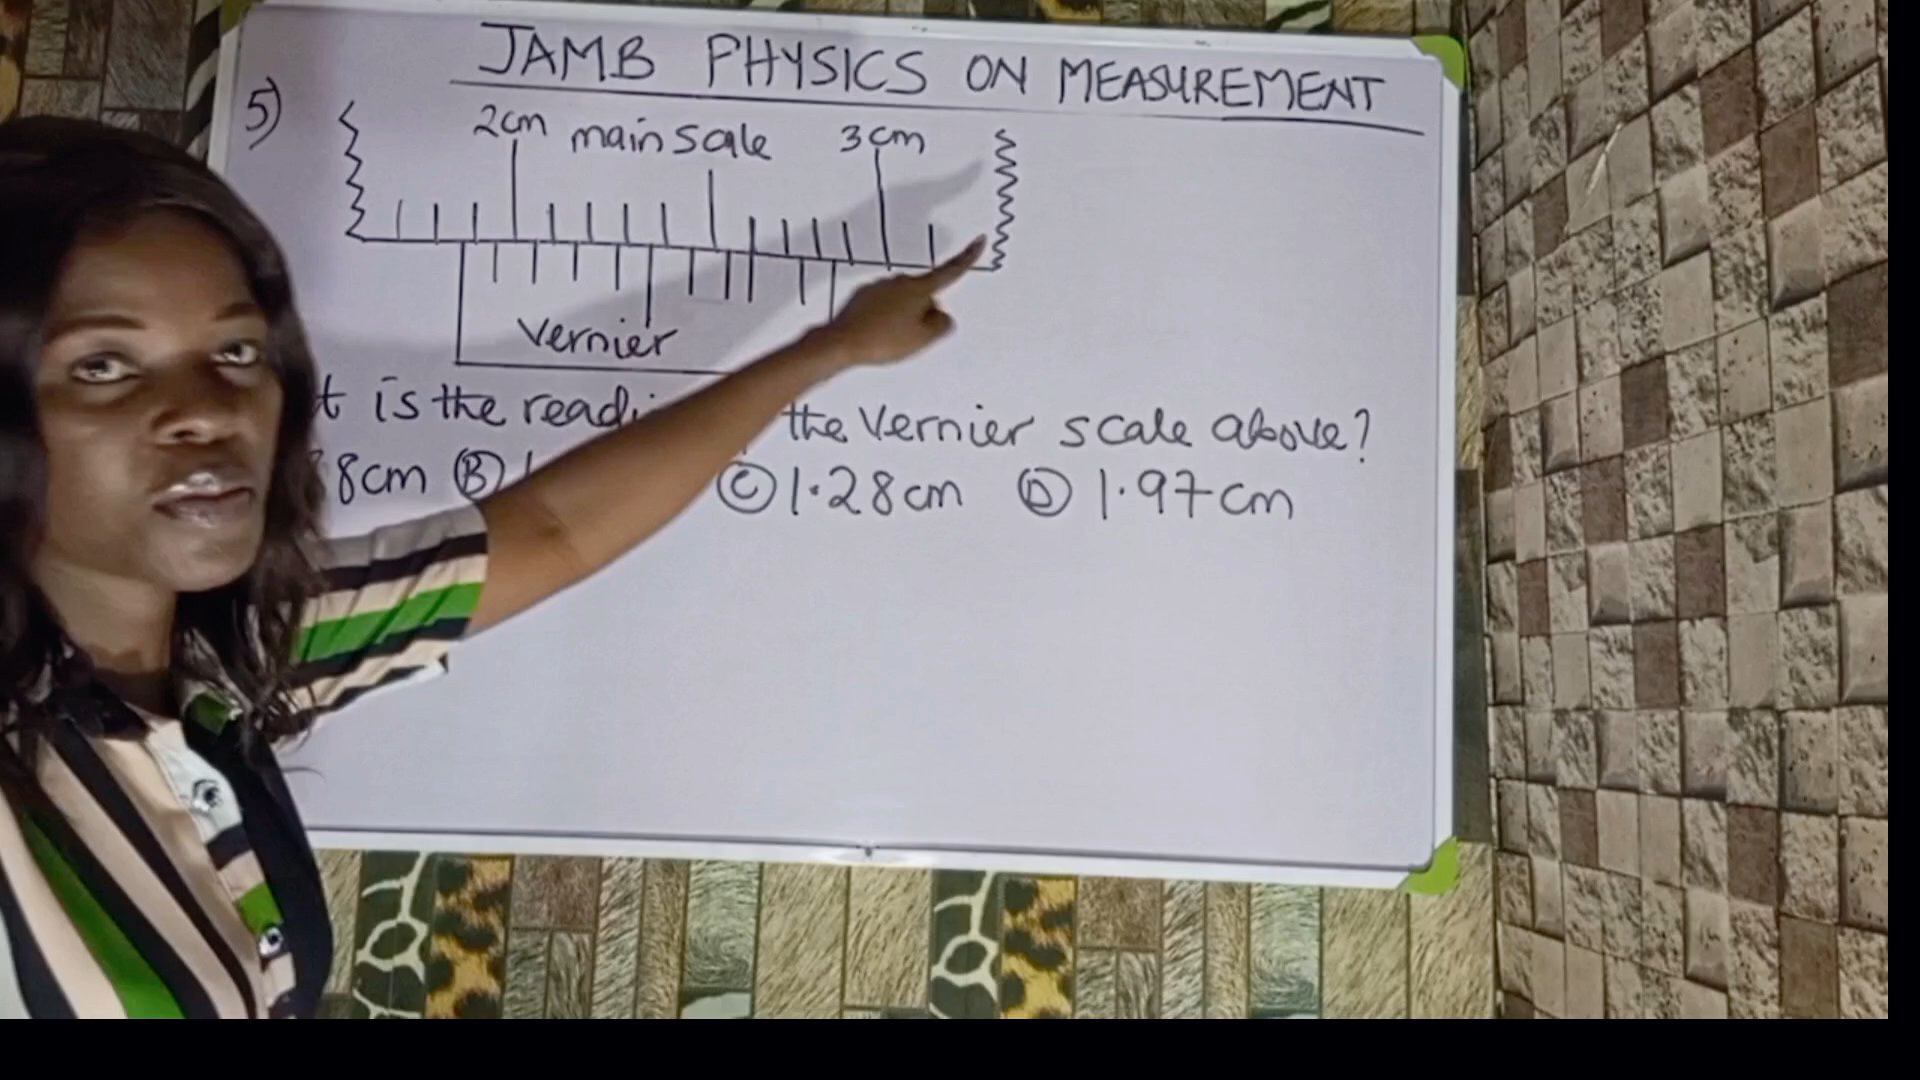 JAMB PHYSICS ON MEASUREMENT
5)
2cm main scale 3cm
Vernier
is the the Vernier scale above?
8cm Ⓑ Ⓒ 1.28cm Ⓓ 1.97cm